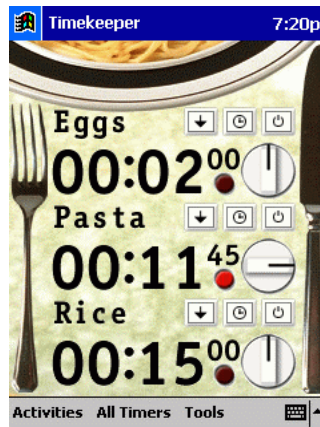 Timekeeper 7:20p
Eggs
00:02 00
Pasta
00:11 45
Rice
00:15 00
Activities All Timers Tools